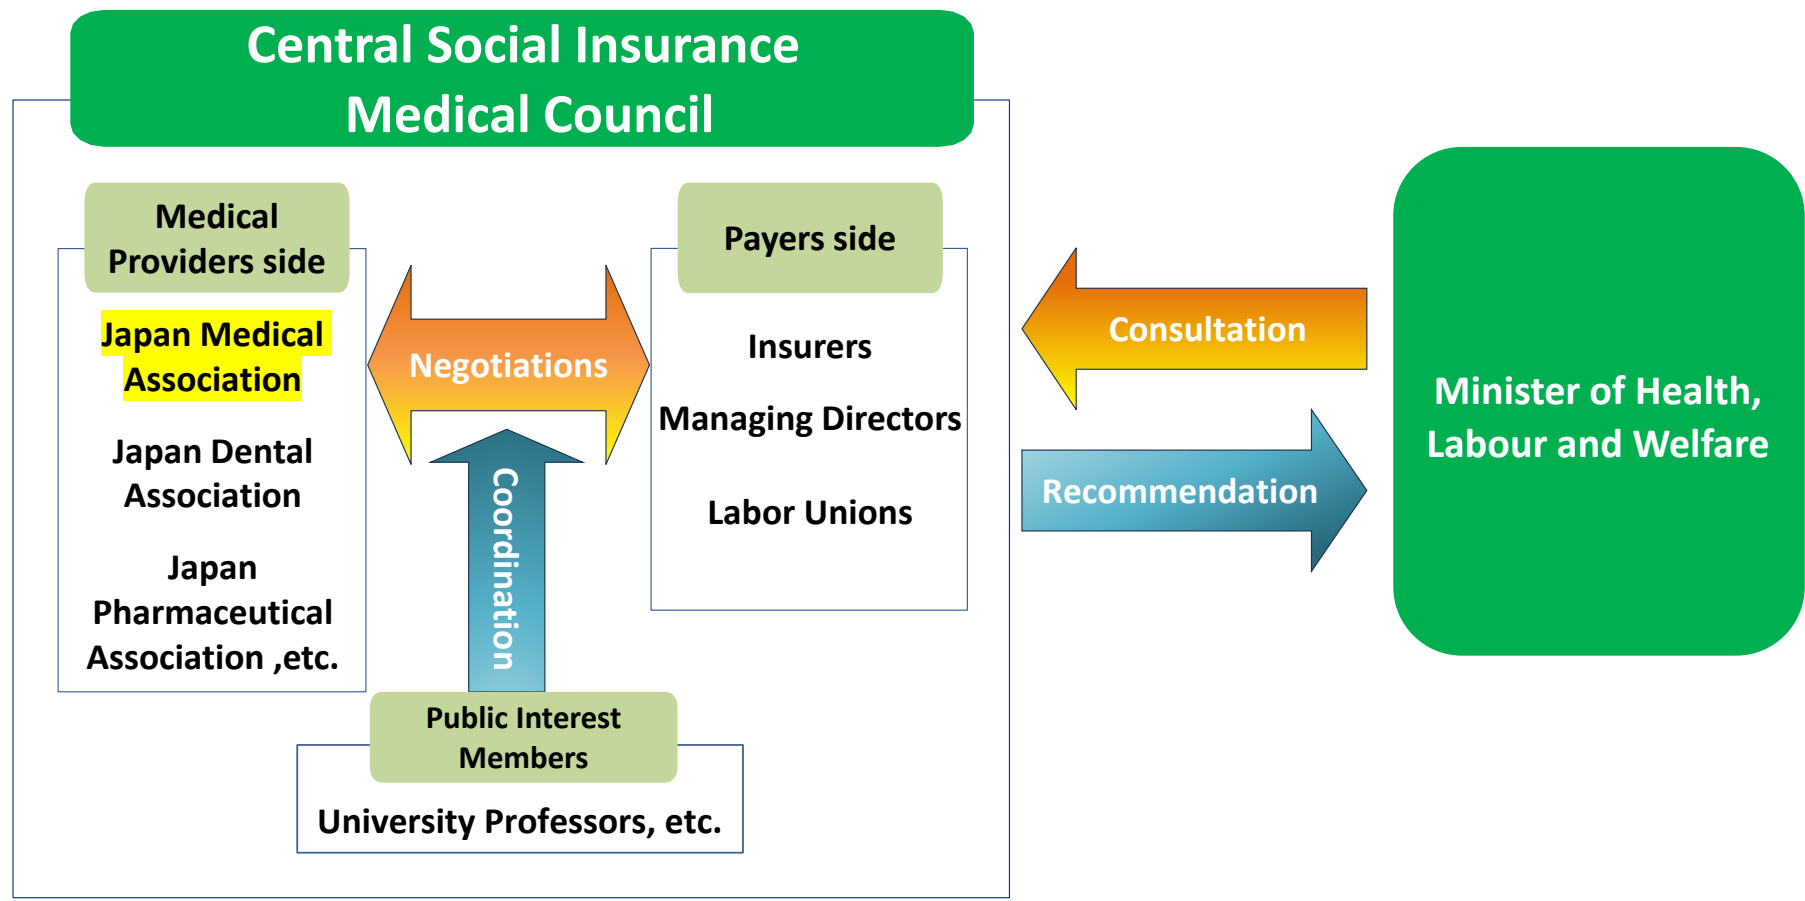 Central Social Insurance
Medical Council
Medical
Providers side
Japan Medical
Association
Japan Dental
Association
Japan
Pharmaceutical
Association ,etc.
Negotiations
Coordination
Payers side
Insurers
Managing Directors
Labor Unions
Public Interest
Members
University Professors, etc.
Consultation
Recommendation
Minister of Health,
Labour and Welfare